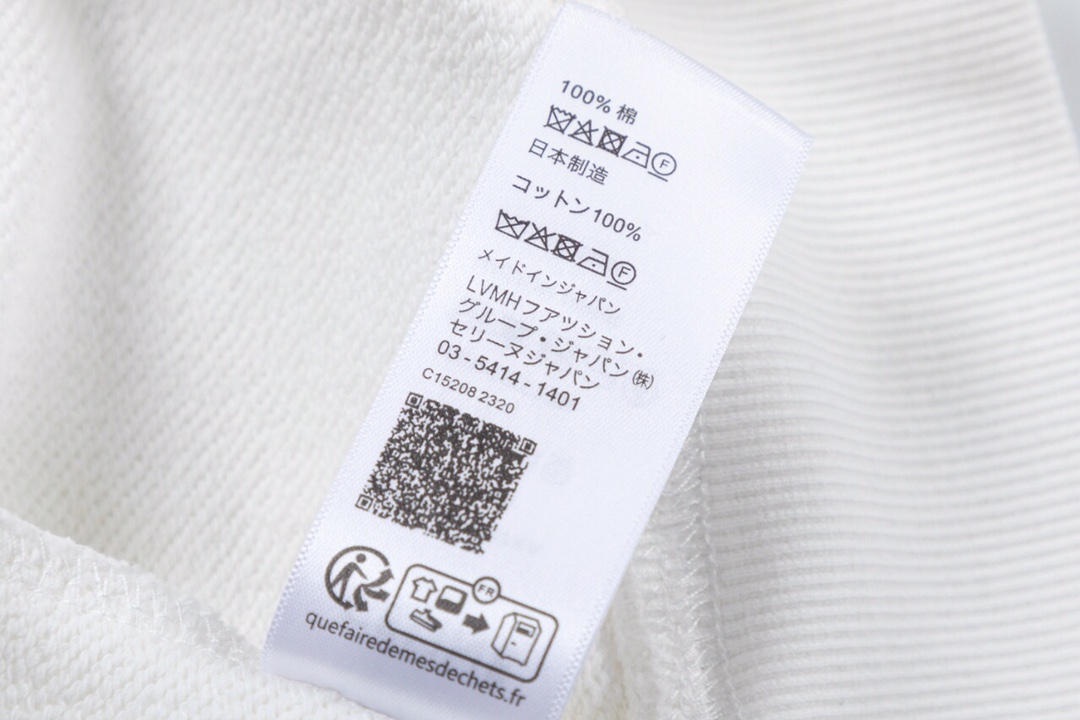 100% 棉
F
日本制造
コットン100%
F
メイドインジャパン
LVMHファッション・
グループ・ジャパン㈱
セリーヌジャパン
03-5414-1401
C15208 2320
FR
quefairedemesdechets.fr